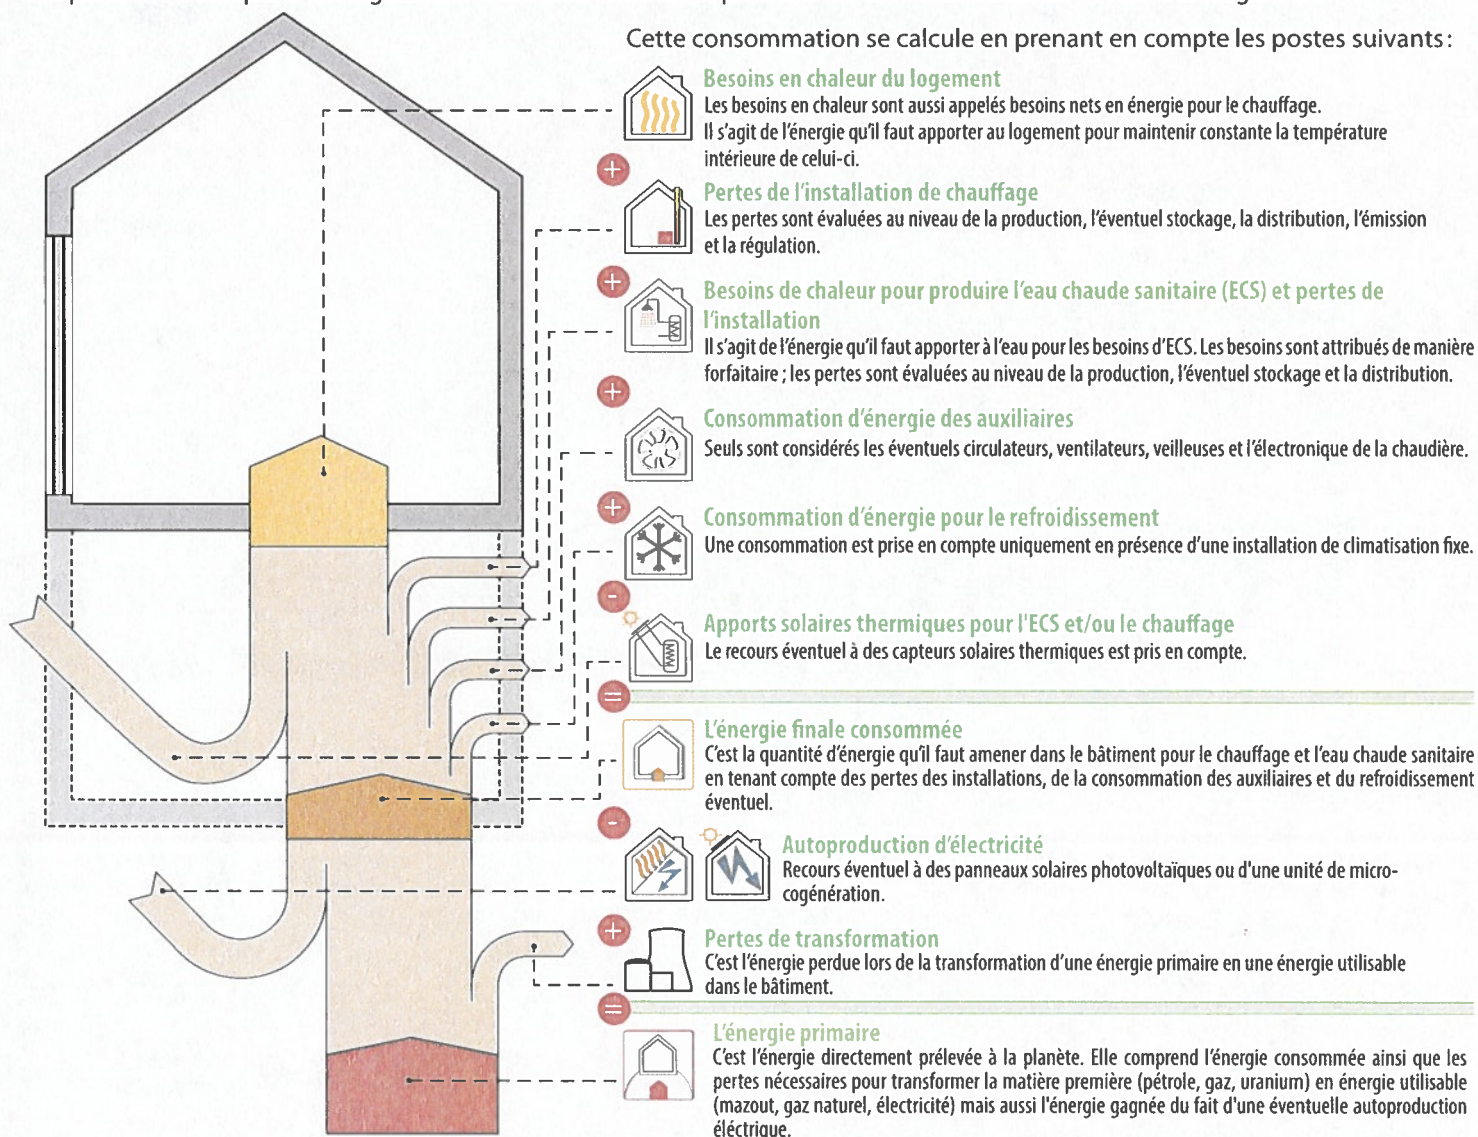 Cette consommation se calcule en prenant en compte les postes suivants :
Besoins en chaleur du logement
Les besoins en chaleur sont aussi appelés besoins nets en énergie pour le chauffage.
Il s'agit de l'énergie qu'il faut apporter au logement pour maintenir constante la température
intérieure de celui-ci.
+
Pertes de l'installation de chauffage
Les pertes sont évaluées au niveau de la production, l'éventuel stockage, la distribution, l'émission
et la régulation.
+
Besoins de chaleur pour produire l'eau chaude sanitaire (ECS) et pertes de
l'installation
Il s'agit de l'énergie qu'il faut apporter à l'eau pour les besoins d'ECS. Les besoins sont attribués de manière
forfaitaire ; les pertes sont évaluées au niveau de la production, l'éventuel stockage et la distribution.
+
Consommation d'énergie des auxiliaires
Seuls sont considérés les éventuels circulateurs, ventilateurs, veilleuses et l'électronique de la chaudière.
+
Consommation d'énergie pour le refroidissement
Une consommation est prise en compte uniquement en présence d'une installation de climatisation fixe.
-
Apports solaires thermiques pour l'ECS et/ou le chauffage
Le recours éventuel à des capteurs solaires thermiques est pris en compte.
=
L'énergie finale consommée
C'est la quantité d'énergie qu'il faut amener dans le bâtiment pour le chauffage et l'eau chaude sanitaire
en tenant compte des pertes des installations, de la consommation des auxiliaires et du refroidissement
éventuel.
-
Autoproduction d'électricité
Recours éventuel à des panneaux solaires photovoltaïques ou d'une unité de micro-
cogénération.
+
Pertes de transformation
C'est l'énergie perdue lors de la transformation d'une énergie primaire en une énergie utilisable
dans le bâtiment.
=
L'énergie primaire
C'est l'énergie directement prélevée à la planète. Elle comprend l'énergie consommée ainsi que les
pertes nécessaires pour transformer la matière première (pétrole, gaz, uranium) en énergie utilisable
(mazout, gaz naturel, électricité) mais aussi l'énergie gagnée du fait d'une éventuelle autoproduction
éléctrique.